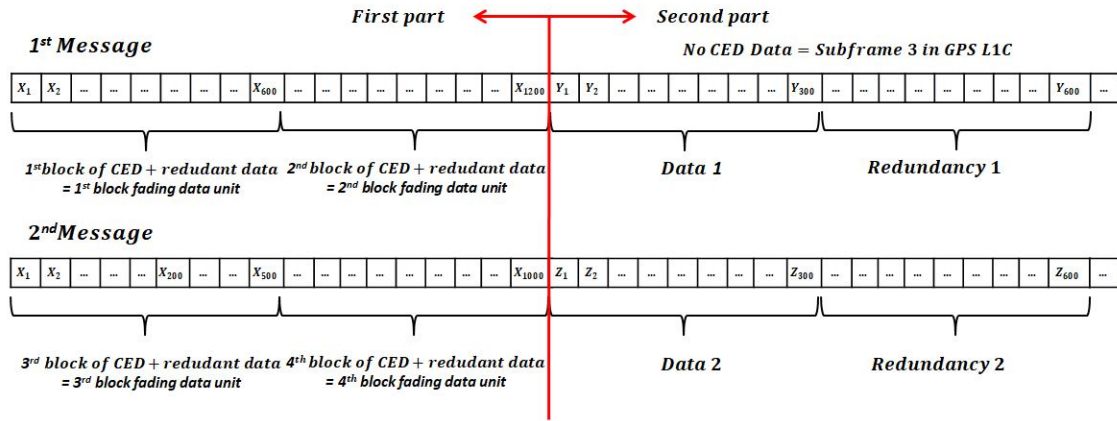 First part Second part
1st Message
No CED Data = Subframe 3 in GPS L1C
X1 X2 ... ... ... ... ... ... X600 ... ... ... ... ... ... ... ... X1200 Y1 Y2 ... ... ... ... ... ... Y300 ... ... ... ... ... ... ... ... Y600 ...
1st block of CED + redudant data 2nd block of CED + redudant data Data 1 Redundancy 1
= 1st block fading data unit = 2nd block fading data unit
2nd Message
X1 X2 ... ... ... X200 ... ... X500 ... ... ... ... ... ... ... ... X1000 Z1 Z2 ... ... ... ... ... ... Z300 ... ... ... ... ... ... ... ... Z600 ...
3rd block of CED + redudant data 4th block of CED + redudant data Data 2 Redundancy 2
= 3rd block fading data unit = 4th block fading data unit